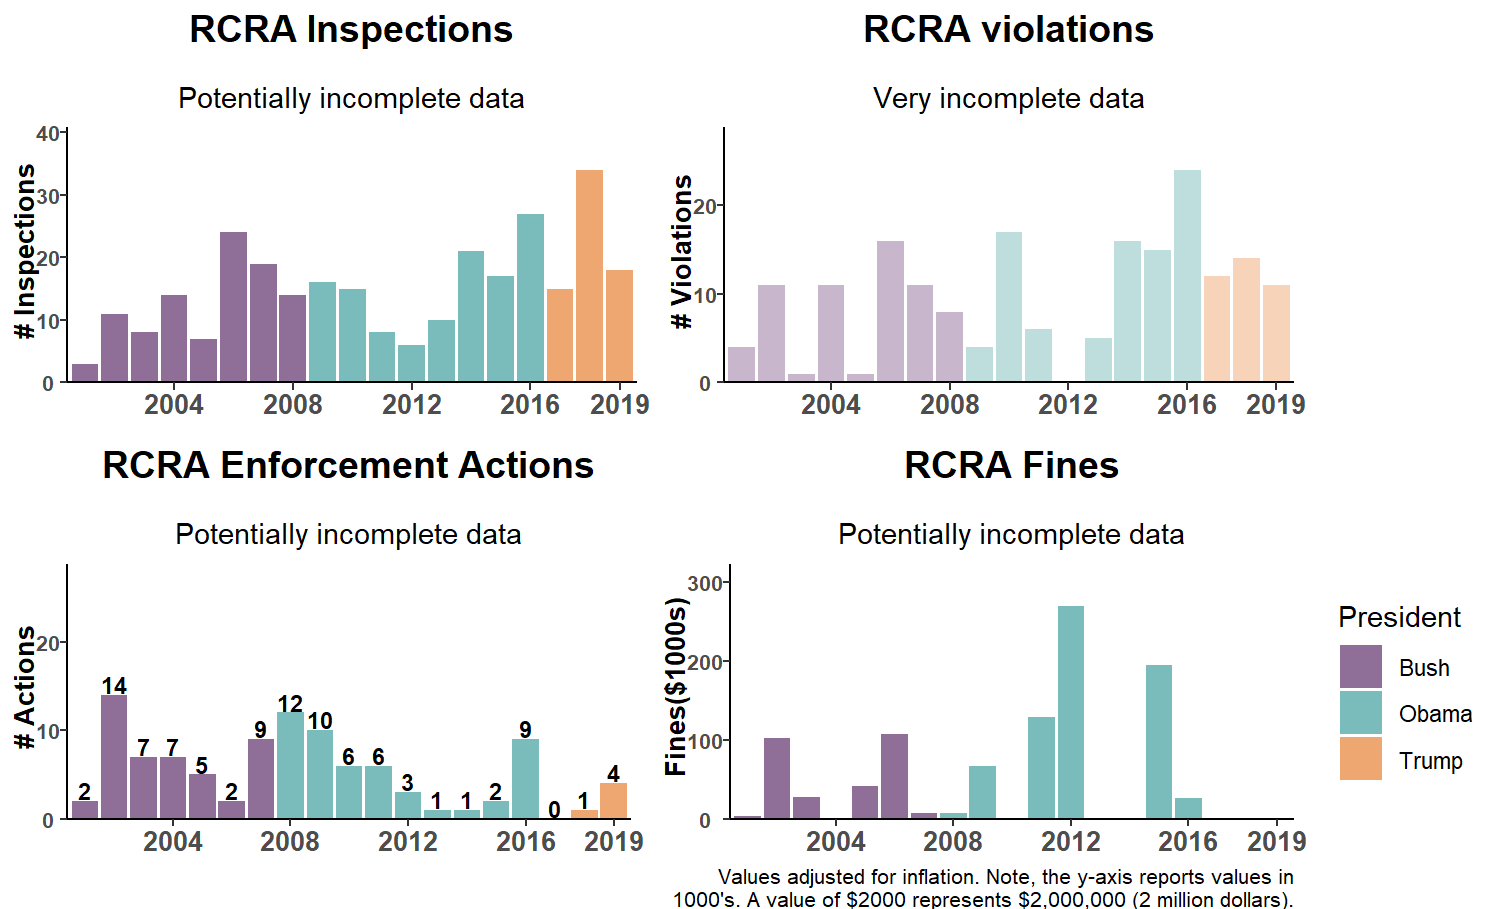 RCRA Inspections
Potentially incomplete data
# Inspections
40
30
20
10
0
2004 2008 2012 2016 2019
RCRA violations
Very incomplete data
# Violations
20
10
0
2004 2008 2012 2016 2019
RCRA Enforcement Actions
Potentially incomplete data
# Actions
20
10
0
2 14 7 7 5 2 9 12 10 6 6 3 1 1 2 9 0 1 4
2004 2008 2012 2016 2019
RCRA Fines
Potentially incomplete data
Fines($1000s)
300
200
100
0
2004 2008 2012 2016 2019
President
Bush
Obama
Trump
Values adjusted for inflation. Note, the y-axis reports values in
1000's. A value of $2000 represents $2,000,000 (2 million dollars).